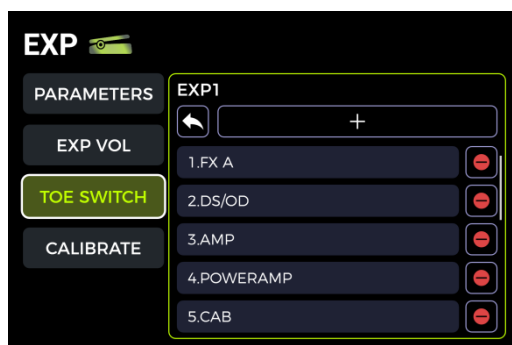 EXP
PARAMETERS
EXP VOL
TOE SWITCH
CALIBRATE
EXP1
+
1.FX A
2.DS/OD
3.AMP
4.POWERAMP
5.CAB